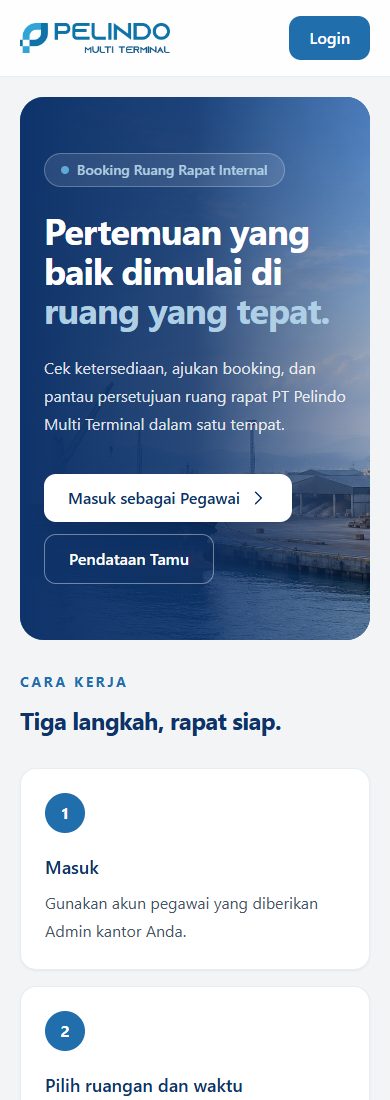 PELINDO
MULTI TERMINAL
Login
Booking Ruang Rapat Internal
Pertemuan yang
baik dimulai di
ruang yang tepat.
Cek ketersediaan, ajukan booking, dan
pantau persetujuan ruang rapat PT Pelindo
Multi Terminal dalam satu tempat.
Masuk sebagai Pegawai
Pendataan Tamu
CARA KERJA
Tiga langkah, rapat siap.
1
Masuk
Gunakan akun pegawai yang diberikan
Admin kantor Anda.
2
Pilih ruangan dan waktu